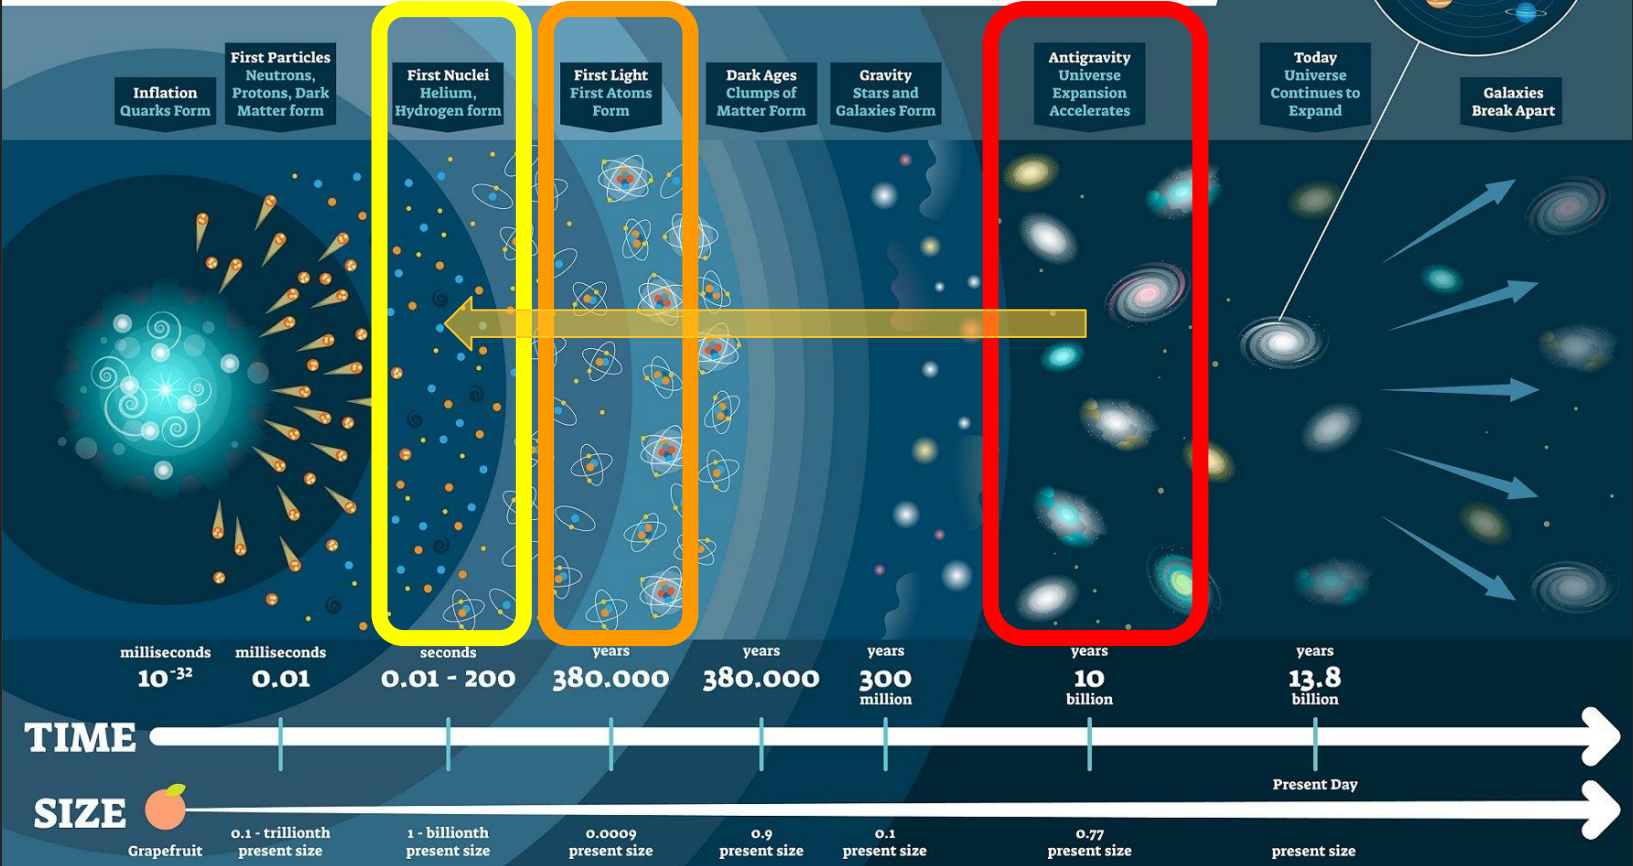 Inflation
Quarks Form
First Particles
Neutrons,
Protons, Dark
Matter form
First Nuclei
Helium,
Hydrogen form
First Light
First Atoms
Form
Dark Ages
Clumps of
Matter Form
Gravity
Stars and
Galaxies Form
Antigravity
Universe
Expansion
Accelerates
Today
Universe
Continues to
Expand
Galaxies
Break Apart
milliseconds
10⁻³²
milliseconds
0.01
seconds
0.01 - 200
years
380.000
years
380.000
years
300
million
years
10
billion
years
13.8
billion
TIME
Present Day
SIZE
Grapefruit
0.1 - trillionth
present size
1 - billionth
present size
0.0009
present size
0.9
present size
0.1
present size
0.77
present size
present size